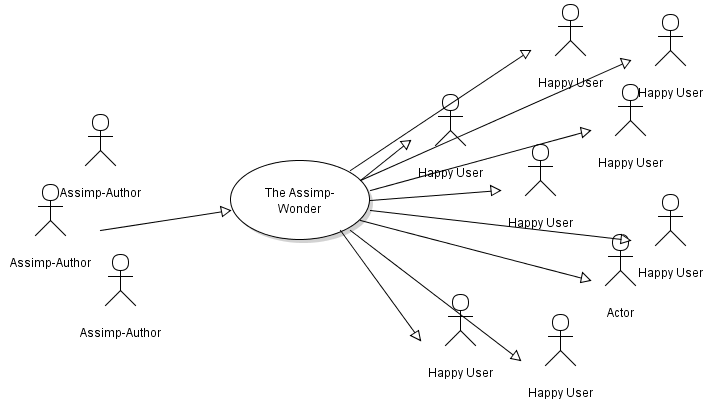 Happy User
Happy User
Happy User
Happy User
Assimp-Author
The Assimp-
Wonder
Happy User
Assimp-Author
Happy User
Actor
Assimp-Author
Happy User
Happy User